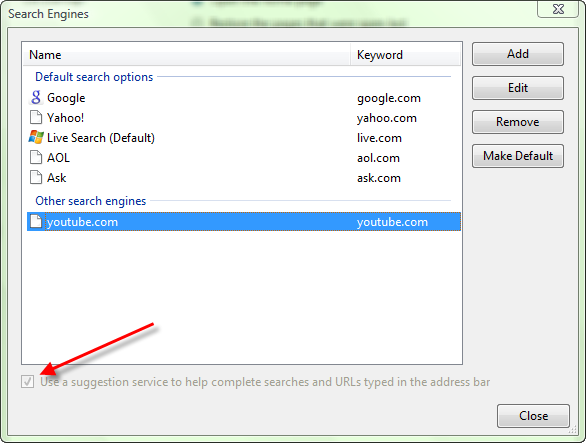 Search Engines
Name Keyword
Add
Default search options
Google google.com
Edit
Yahoo! yahoo.com
Remove
Live Search (Default) live.com
AOL aol.com
Make Default
Ask ask.com
Other search engines
youtube.com youtube.com
Use a suggestion service to help complete searches and URLs typed in the address bar
Close